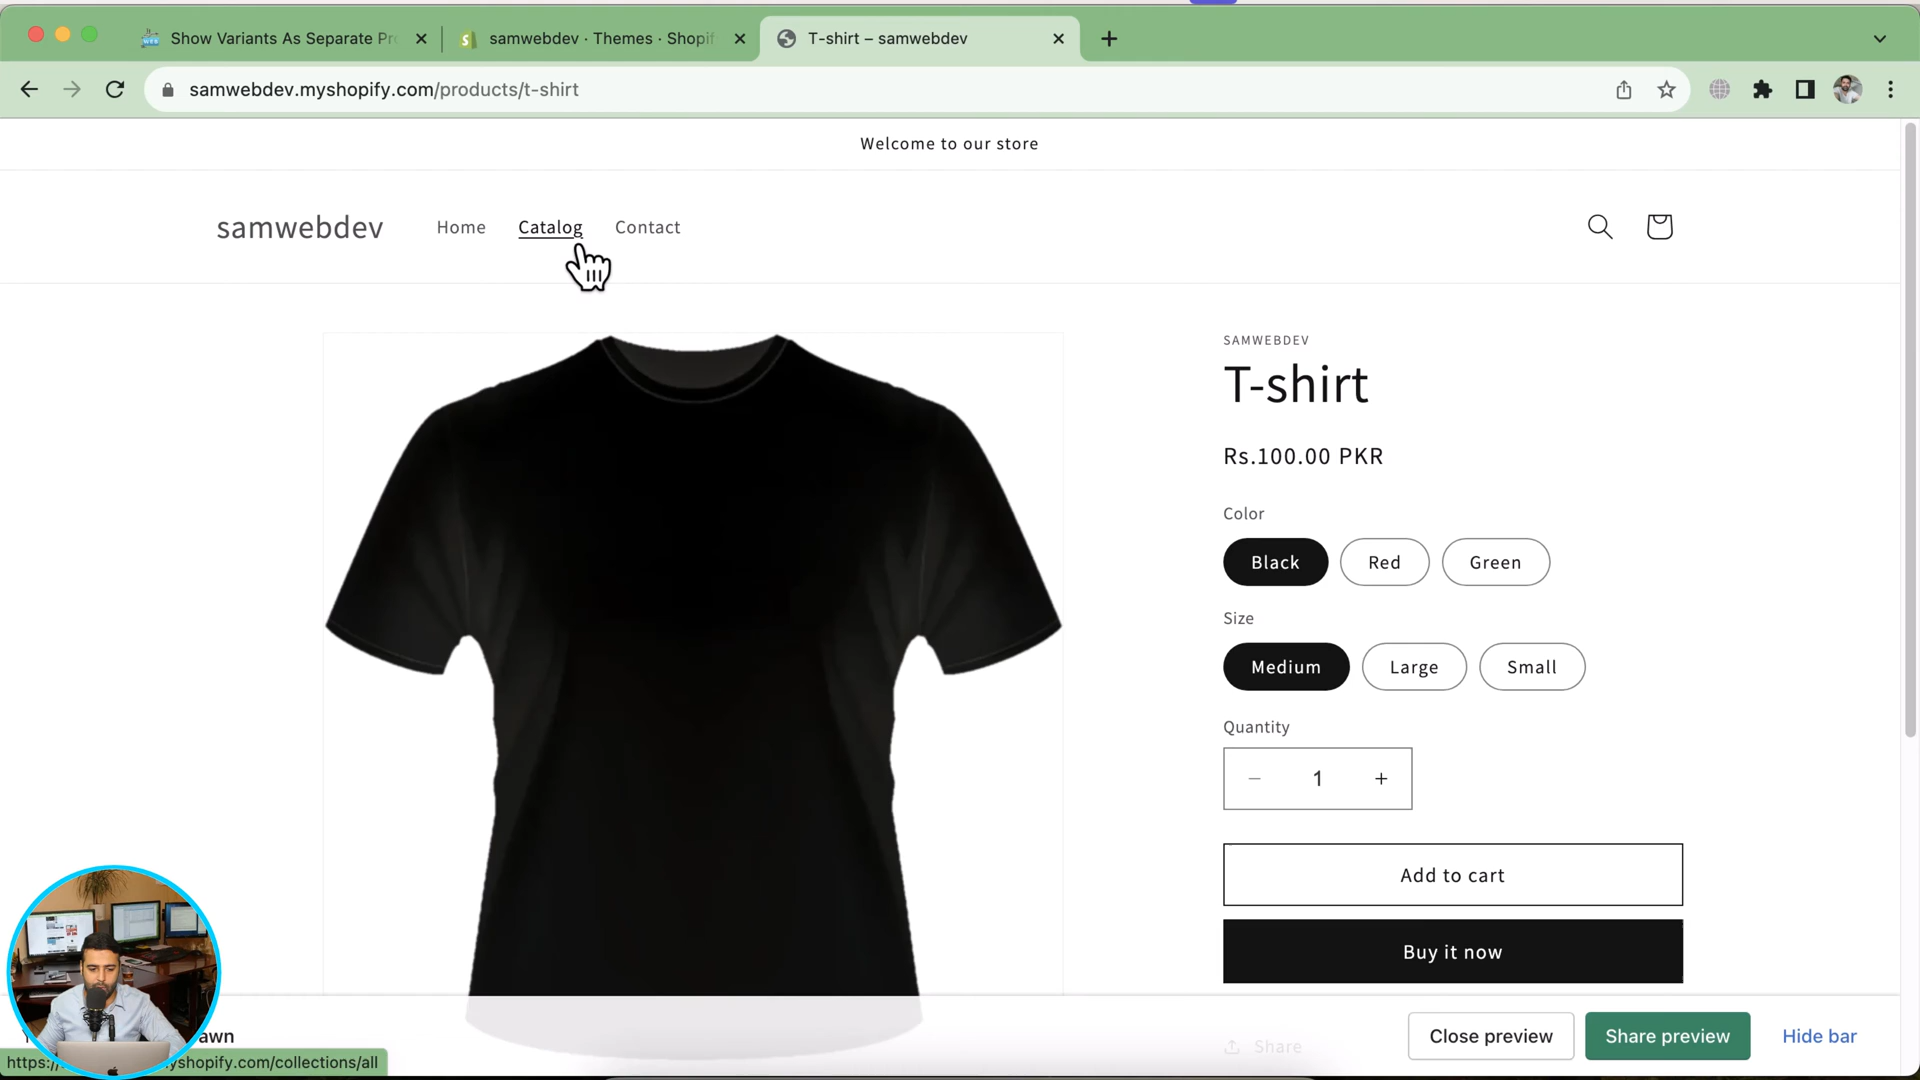 Show Variants As Separate Pr
samwebdev · Themes · Shopif
T-shirt – samwebdev
samwebdev.myshopify.com/products/t-shirt
Welcome to our store
samwebdev
Home
Catalog
Contact
SAMWEBDEV
T-shirt
Rs.100.00 PKR
Color
Black
Red
Green
Size
Medium
Large
Small
Quantity
1
Add to cart
Buy it now
Share
awn
Close preview
Share preview
Hide bar
https://
yshopify.com/collections/all